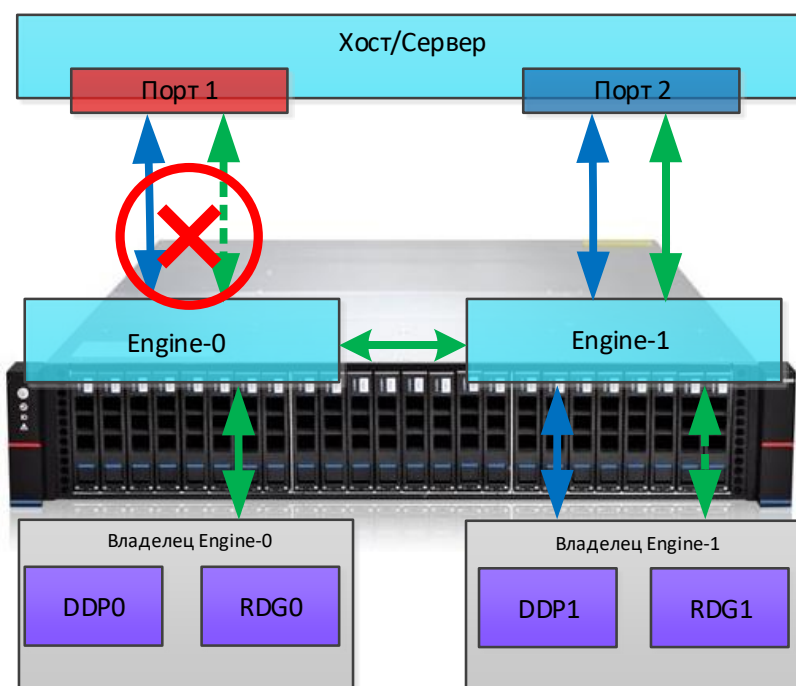 Хост/Сервер
Порт 1
Порт 2
Engine-0
Engine-1
Владелец Engine-0
Владелец Engine-1
DDP0
RDG0
DDP1
RDG1